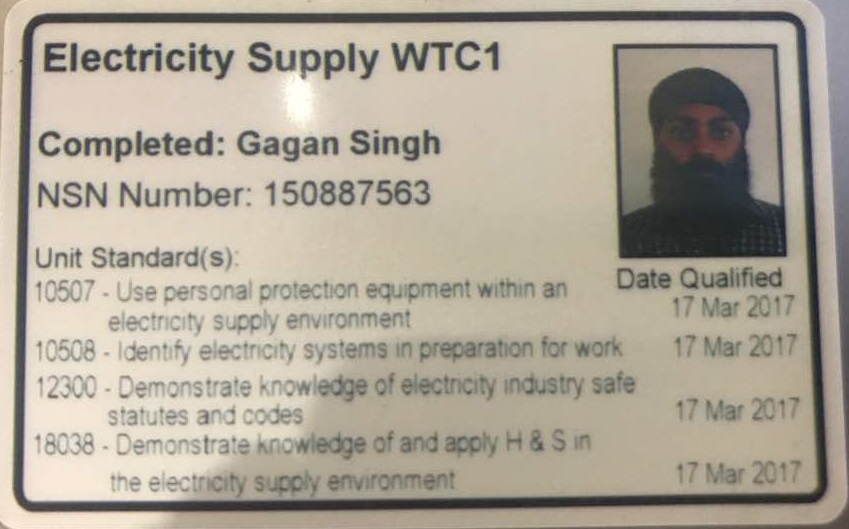 Electricity Supply WTC1
Completed: Gagan Singh
NSN Number: 150887563
Unit Standard(s):
Date Qualified
10507 - Use personal protection equipment within an
electricity supply environment
17 Mar 2017
10508 - Identify electricity systems in preparation for work
17 Mar 2017
12300 - Demonstrate knowledge of electricity industry safe
statutes and codes
17 Mar 2017
18038 - Demonstrate knowledge of and apply H & S in
the electricity supply environment
17 Mar 2017